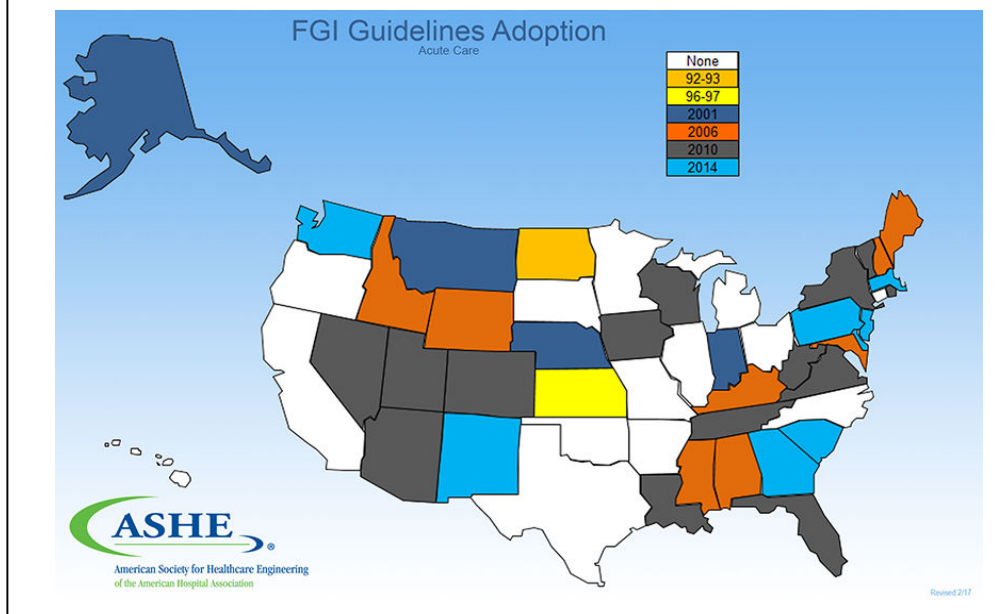 FGI Guidelines Adoption
Acute Care
None
92-93
96-97
2001
2006
2010
2014
ASHE
®
American Society for Healthcare Engineering
of the American Hospital Association
Revised 2/17